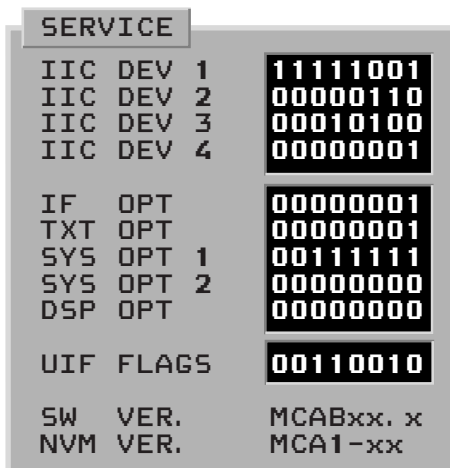 SERVICE
IIC DEV 1 11111001
IIC DEV 2 00000110
IIC DEV 3 00010100
IIC DEV 4 00000001
IF OPT 00000001
TXT OPT 00000001
SYS OPT 1 00111111
SYS OPT 2 00000000
DSP OPT 00000000
UIF FLAGS 00110010
SW VER. MCABxx. x
NVM VER. MCA1-xx